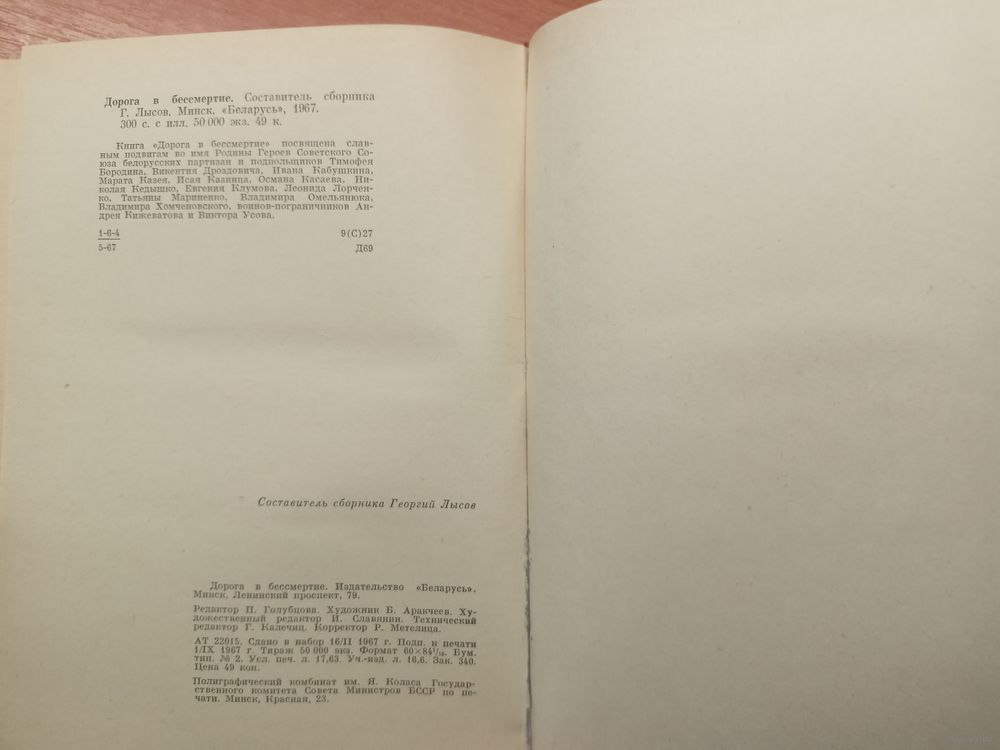 Дорога в бессмертие. Составитель сборника
Г. Лысов. Минск, «Беларусь», 1967.
300 с. с илл. 50 000 экз. 49 к.
Книга «Дорога в бессмертие» посвящена слав-
ным подвигам во имя Родины Героев Советского Со-
юза белорусских партизан и подпольщиков Тимофея
Бородина, Викентия Дроздовича, Ивана Кабушкина,
Марата Казея, Исая Казинца, Османа Касаева, Ни-
колая Кедышко, Евгения Клумова, Леонида Лорчен-
ко, Татьяны Мариненко, Владимира Омельянюка,
Владимира Хомченовского, воинов-пограничников Ан-
дрея Кижеватова и Виктора Усова.
1-6-4 9(С)27
5-67 Д69
Составитель сборника Георгий Лысов
Дорога в бессмертие. Издательство «Беларусь».
Минск, Ленинский проспект, 79.
Редактор П. Голубцова. Художник Б. Аракчеев. Ху-
дожественный редактор И. Славянин. Технический
редактор Г. Калечиц. Корректор Р. Метелица.
АТ 22015. Сдано в набор 16/II 1967 г. Подп. к печати
1/IX 1967 г. Тираж 50 000 экз. Формат 60×84¹/₁₆. Бум.
тип. № 2. Усл. печ. л. 17,63. Уч.-изд. л. 16,6. Зак. 340.
Цена 49 коп.
Полиграфический комбинат им. Я. Коласа Государ-
ственного комитета Совета Министров БССР по пе-
чати. Минск, Красная, 23.